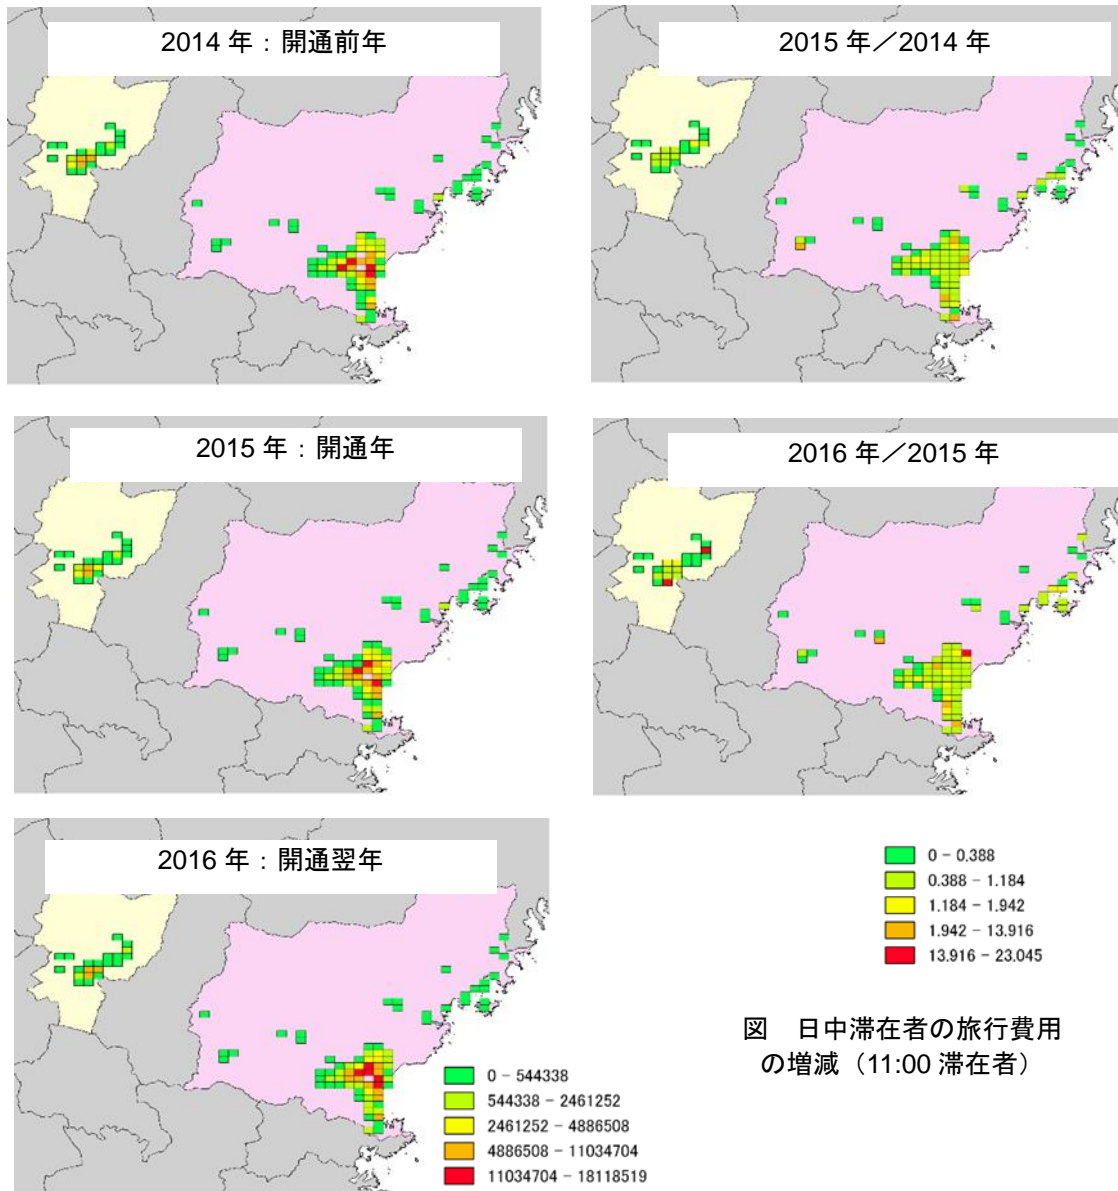 2014 年：開通前年
2015 年／2014 年
2015 年：開通年
2016 年／2015 年
2016 年：開通翌年
0 − 0.388
0.388 − 1.184
1.184 − 1.942
1.942 − 13.916
13.916 − 23.045
図　日中滞在者の旅行費用
の増減（11:00 滞在者）
0 − 544338
544338 − 2461252
2461252 − 4886508
4886508 − 11034704
11034704 − 18118519